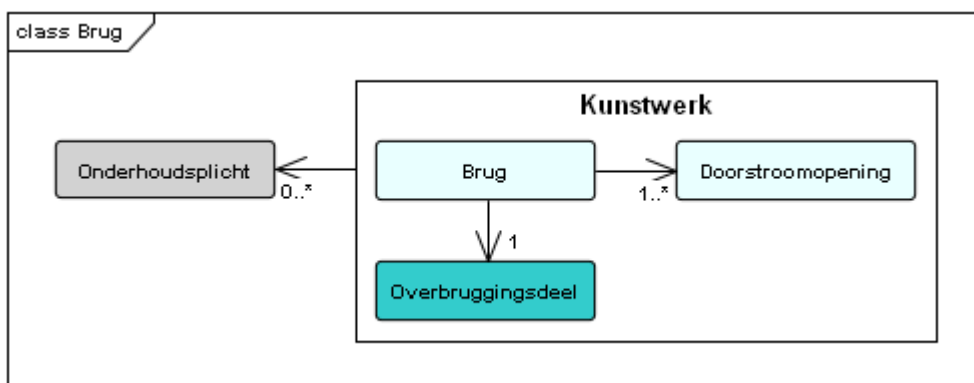 class Brug
Kunstwerk
Onderhoudsplicht
0..*
Brug
1..*
Doorstroomopening
1
Overbruggingsdeel